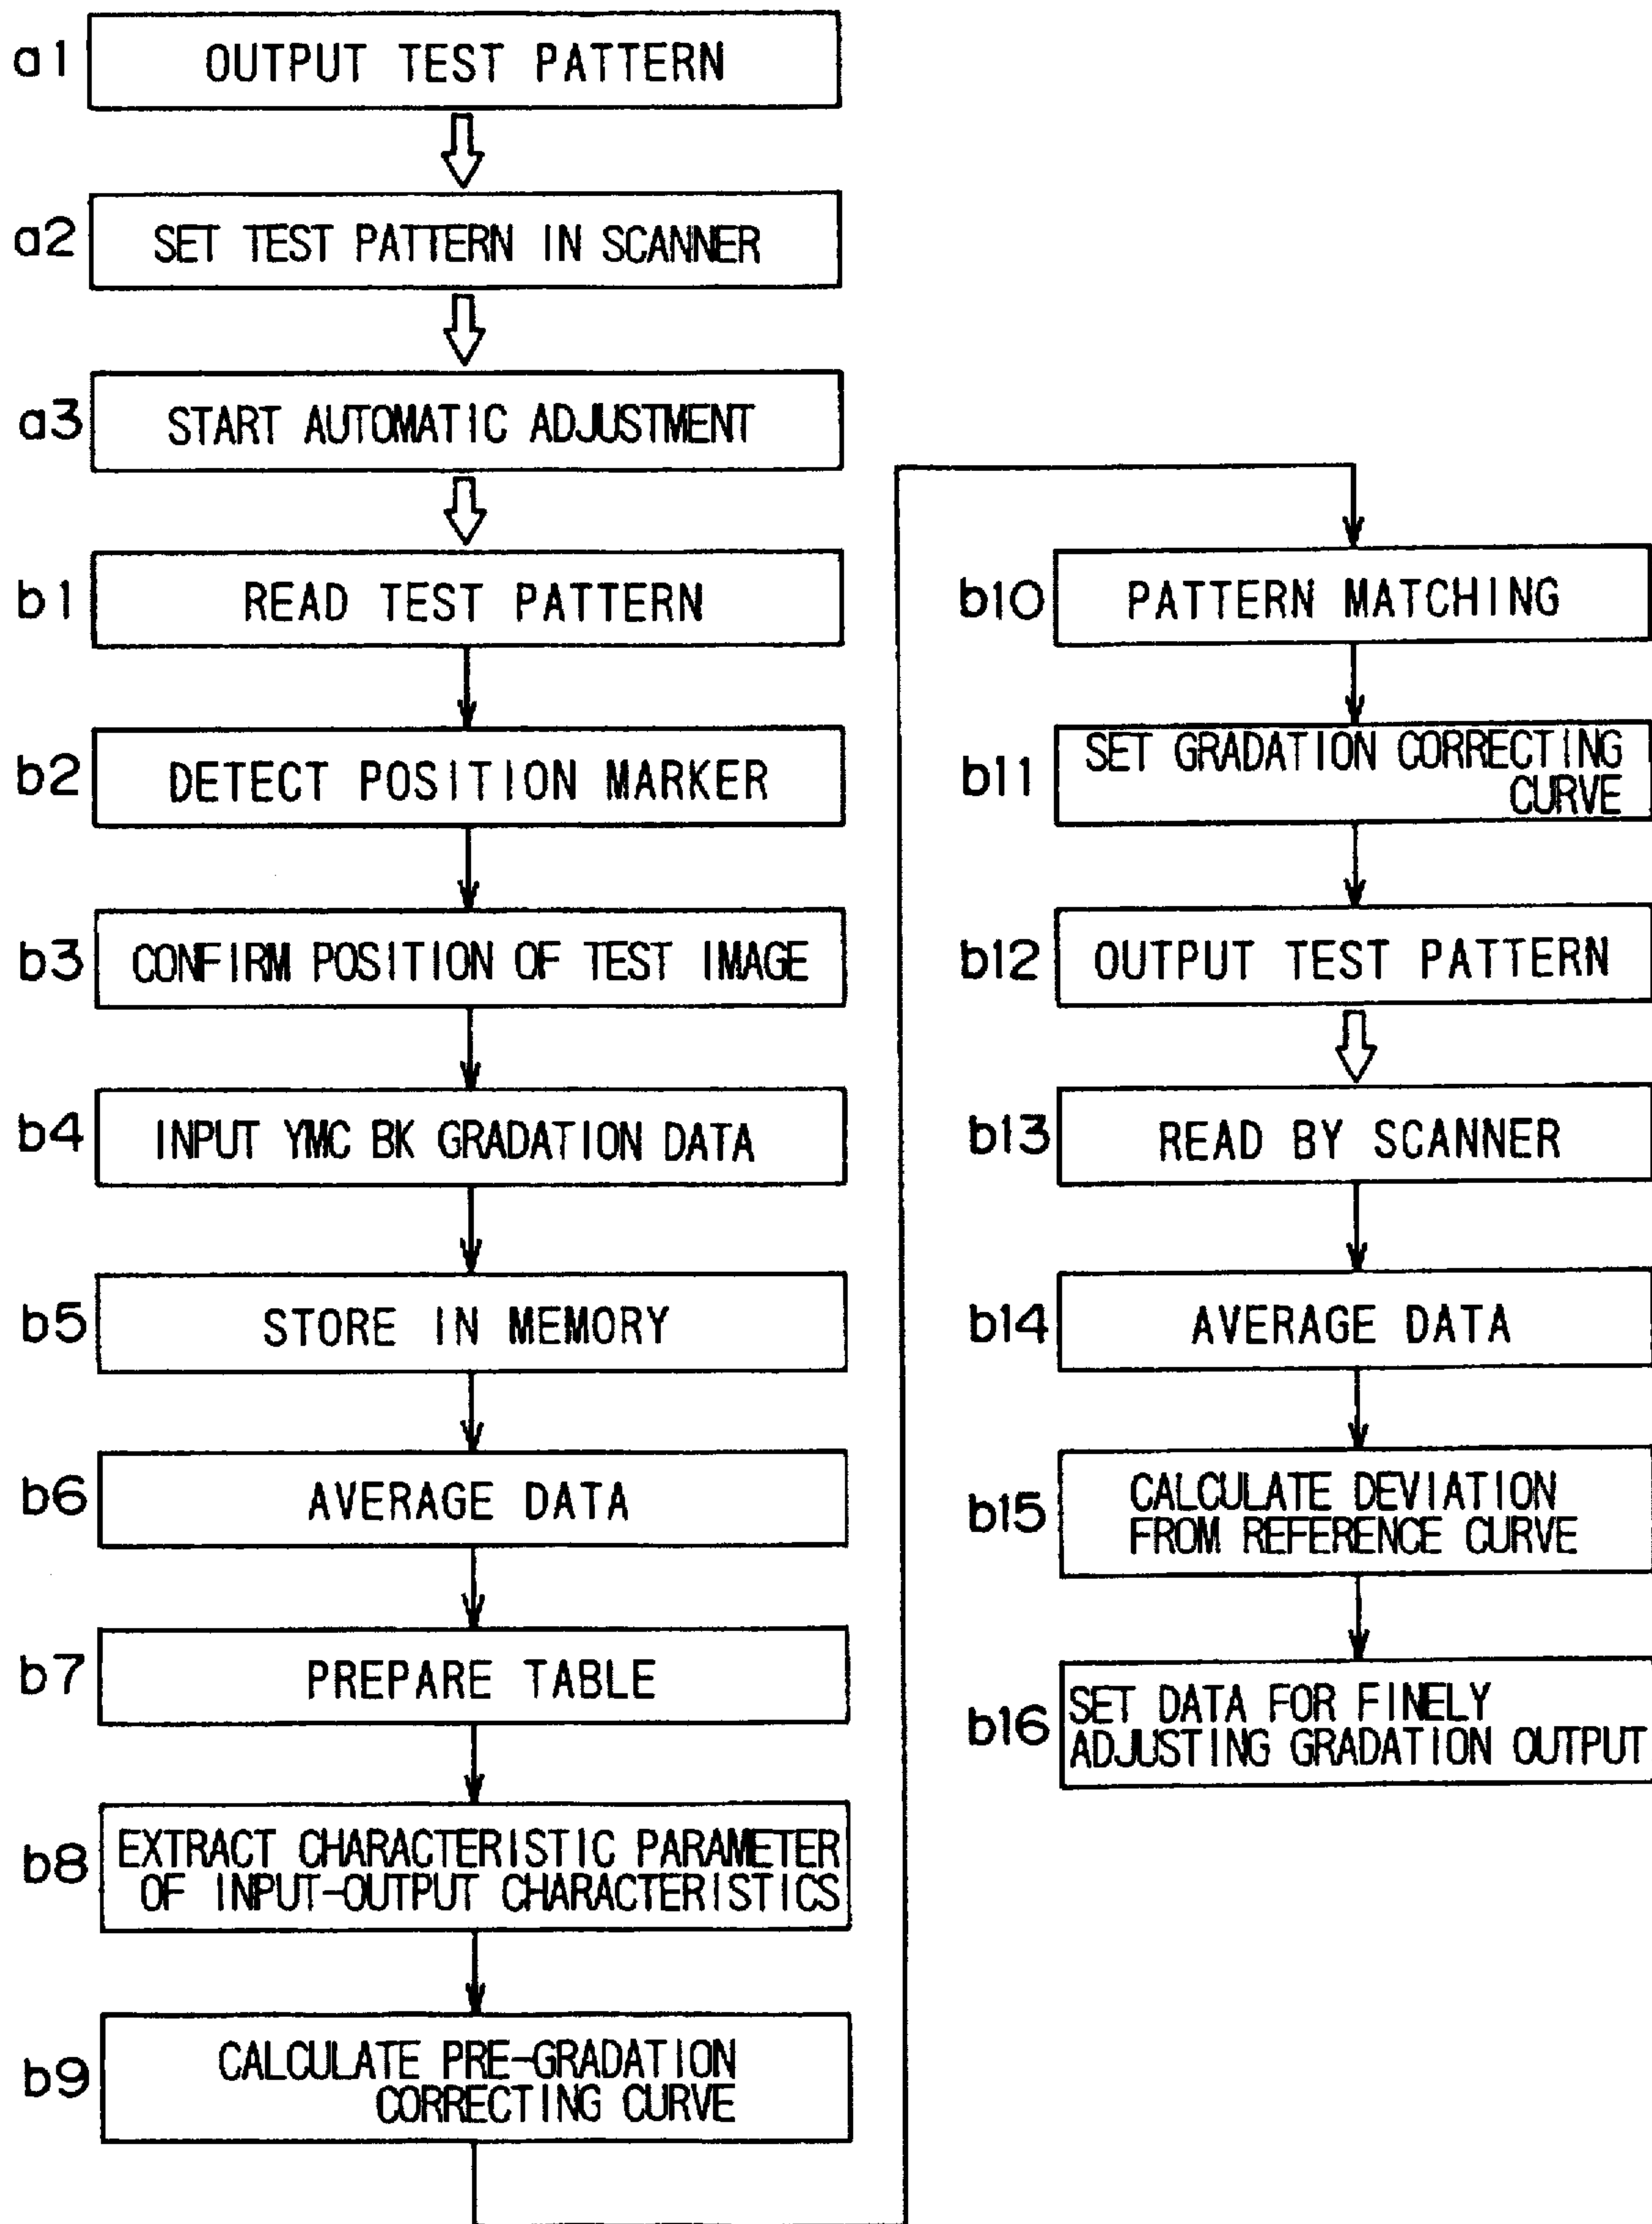 a1 OUTPUT TEST PATTERN
a2 SET TEST PATTERN IN SCANNER
a3 START AUTOMATIC ADJUSTMENT
b1 READ TEST PATTERN
b2 DETECT POSITION MARKER
b3 CONFIRM POSITION OF TEST IMAGE
b4 INPUT YMC BK GRADATION DATA
b5 STORE IN MEMORY
b6 AVERAGE DATA
b7 PREPARE TABLE
b8 EXTRACT CHARACTERISTIC PARAMETER
OF INPUT-OUTPUT CHARACTERISTICS
b9 CALCULATE PRE-GRADATION
CORRECTING CURVE
b10 PATTERN MATCHING
b11 SET GRADATION CORRECTING
CURVE
b12 OUTPUT TEST PATTERN
b13 READ BY SCANNER
b14 AVERAGE DATA
b15 CALCULATE DEVIATION
FROM REFERENCE CURVE
b16 SET DATA FOR FINELY
ADJUSTING GRADATION OUTPUT